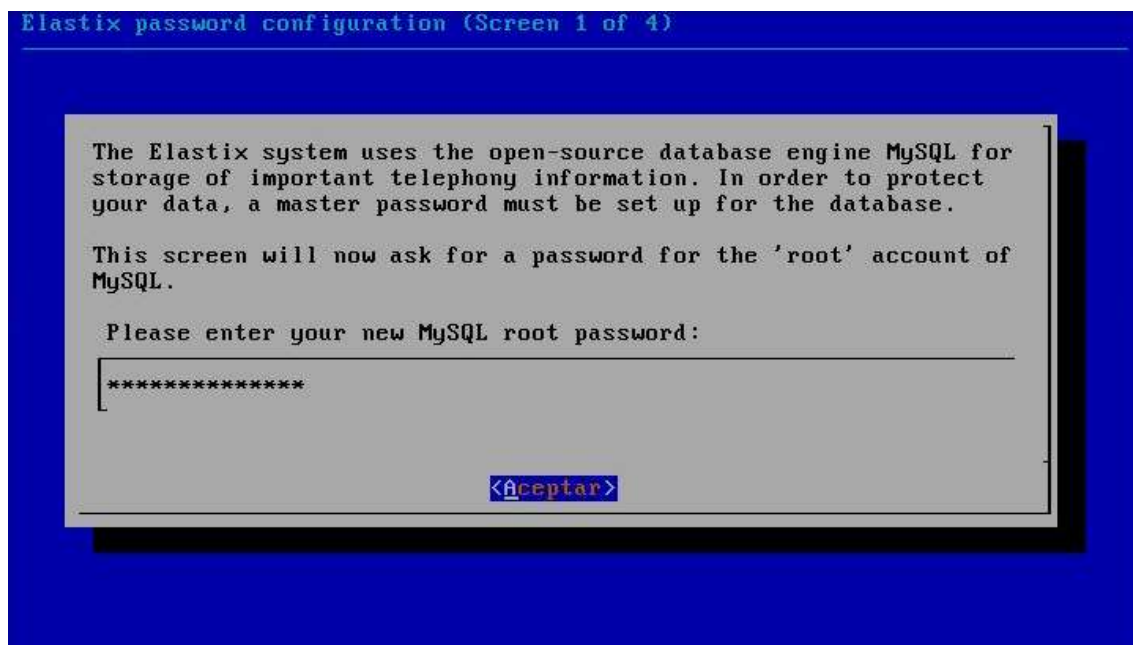 Elastix password configuration (Screen 1 of 4)
The Elastix system uses the open-source database engine MySQL for
storage of important telephony information. In order to protect
your data, a master password must be set up for the database.
This screen will now ask for a password for the 'root' account of
MySQL.
Please enter your new MySQL root password:
**************
<Aceptar>